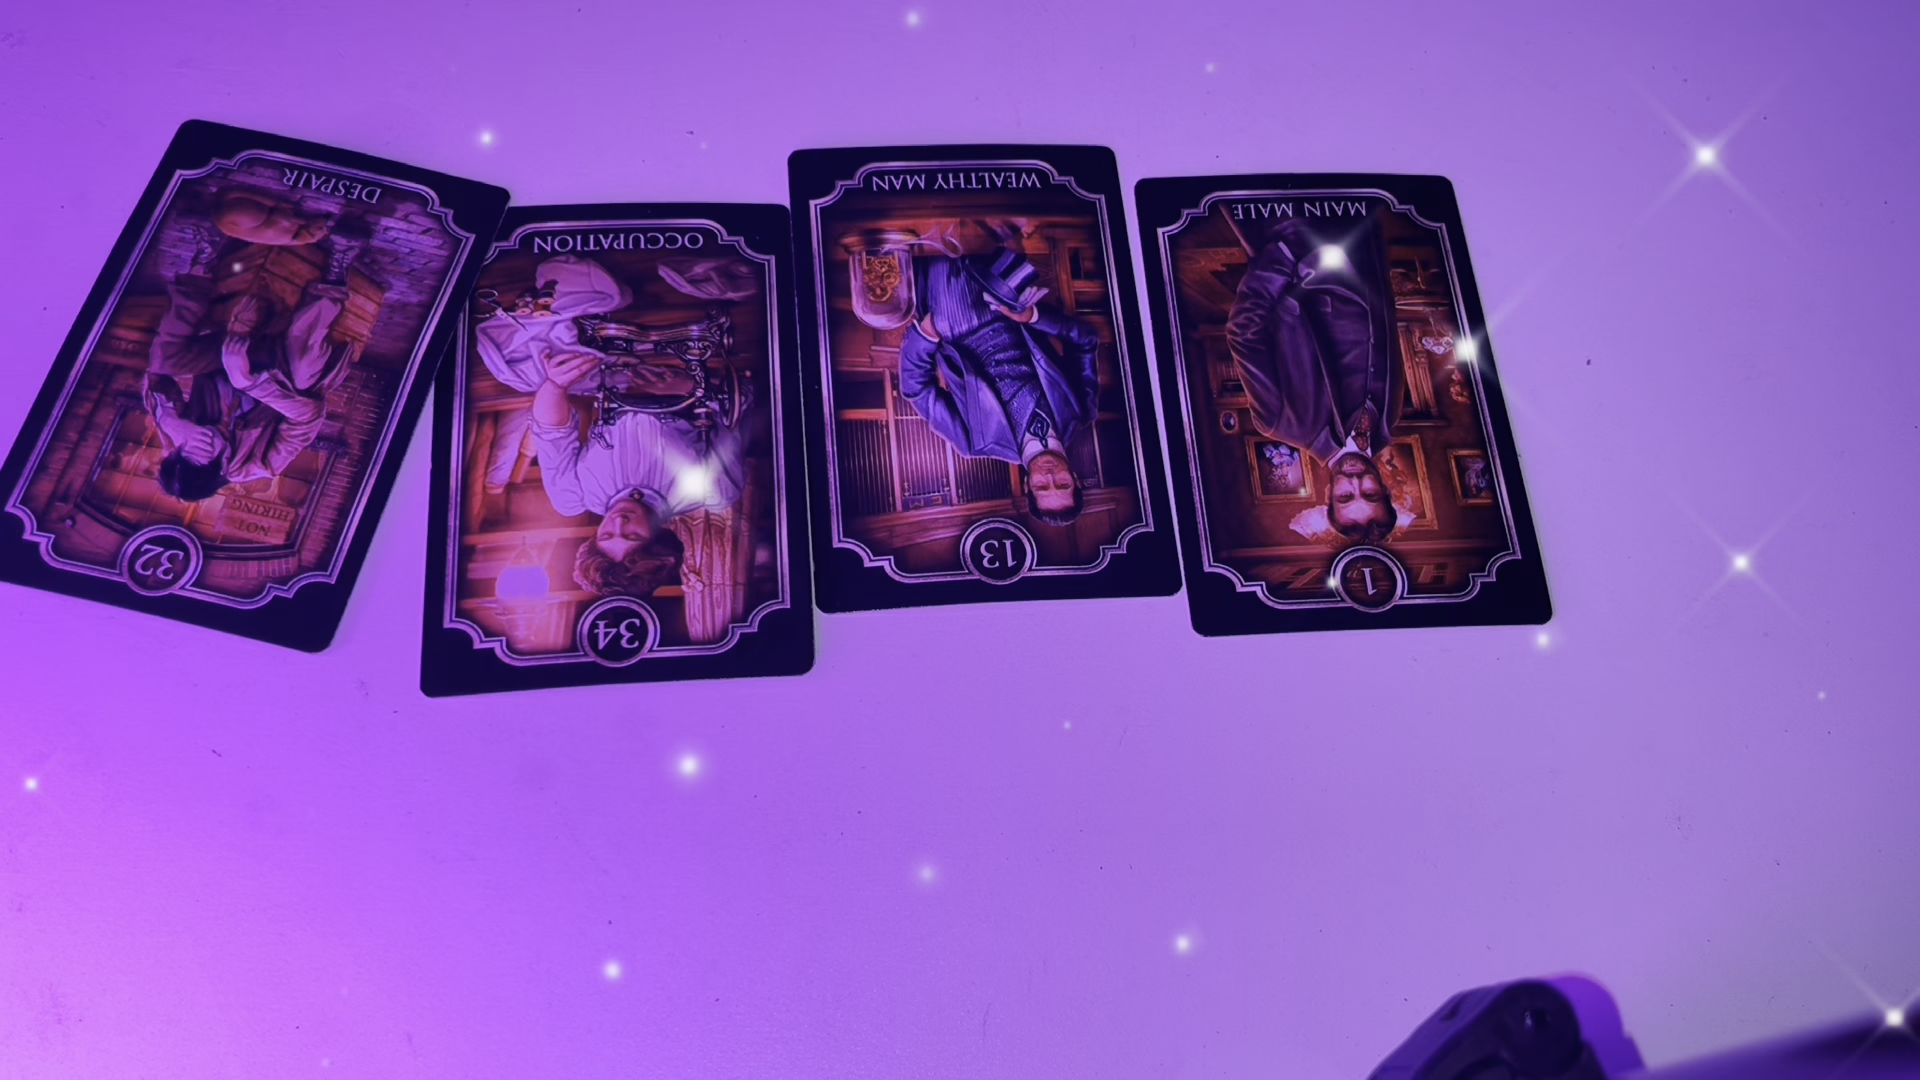 DESPAIR
NOT
HIRING
32
OCCUPATION
34
WEALTHY MAN
13
MAIN MALE
1